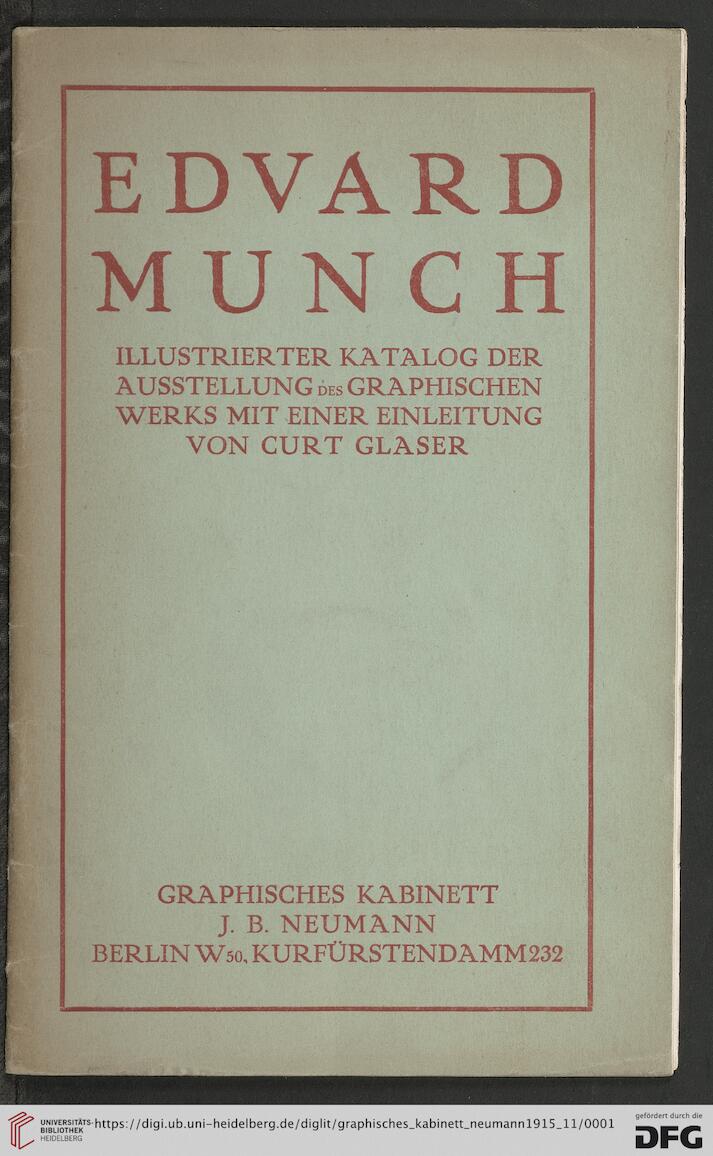 EDVARD
MUNCH
ILLUSTRIERTER KATALOG DER
AUSSTELLUNG DES GRAPHISCHEN
WERKS MIT EINER EINLEITUNG
VON CURT GLASER
GRAPHISCHES KABINETT
J. B. NEUMANN
BERLIN W 50, KURFÜRSTENDAMM 232
UNIVERSITÄTS-
BIBLIOTHEK
HEIDELBERG
https://digi.ub.uni-heidelberg.de/diglit/graphisches_kabinett_neumann1915_11/0001
gefördert durch die
DFG